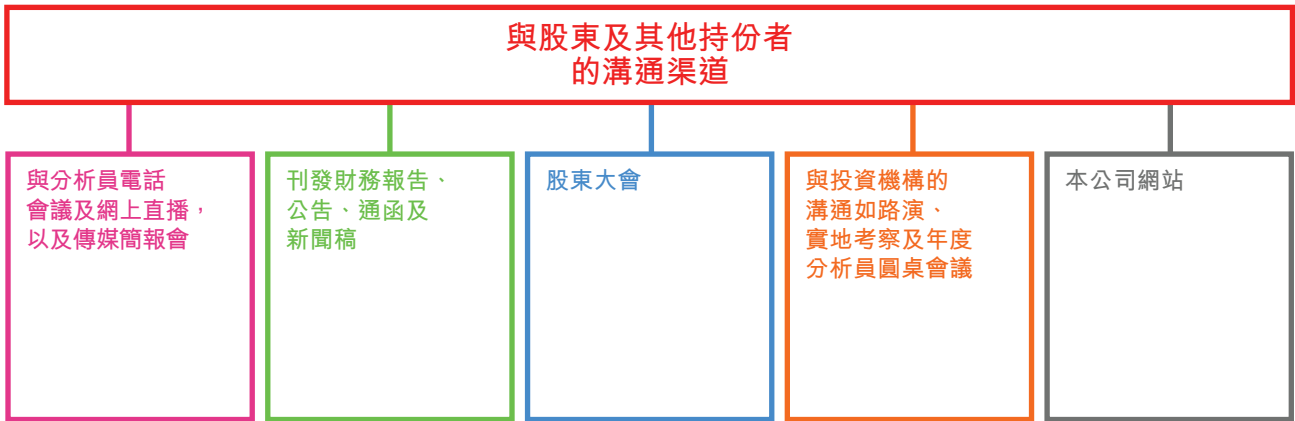 與股東及其他持份者
的溝通渠道
與分析員電話
會議及網上直播，
以及傳媒簡報會
刊發財務報告、
公告、通函及
新聞稿
股東大會
與投資機構的
溝通如路演、
實地考察及年度
分析員圓桌會議
本公司網站